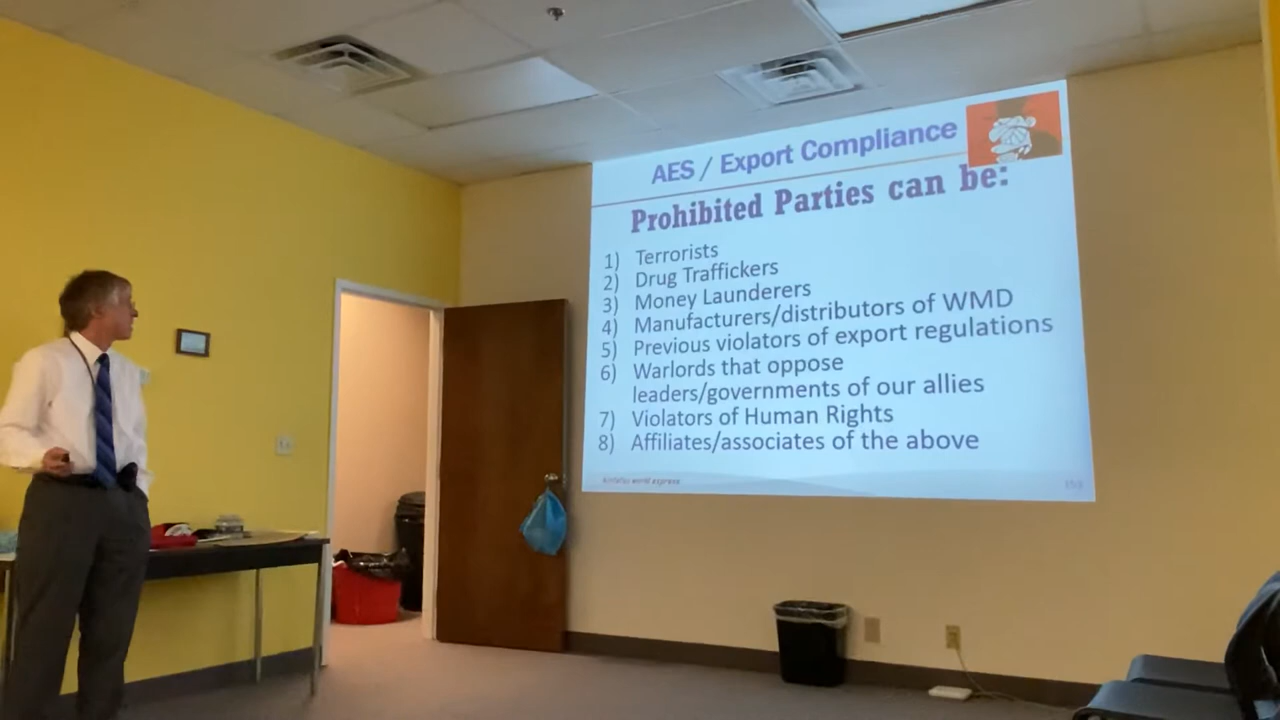 AES / Export Compliance
Prohibited Parties can be:
1) Terrorists
2) Drug Traffickers
3) Money Launderers
4) Manufacturers/distributors of WMD
5) Previous violators of export regulations
6) Warlords that oppose
leaders/governments of our allies
7) Violators of Human Rights
8) Affiliates/associates of the above
world express